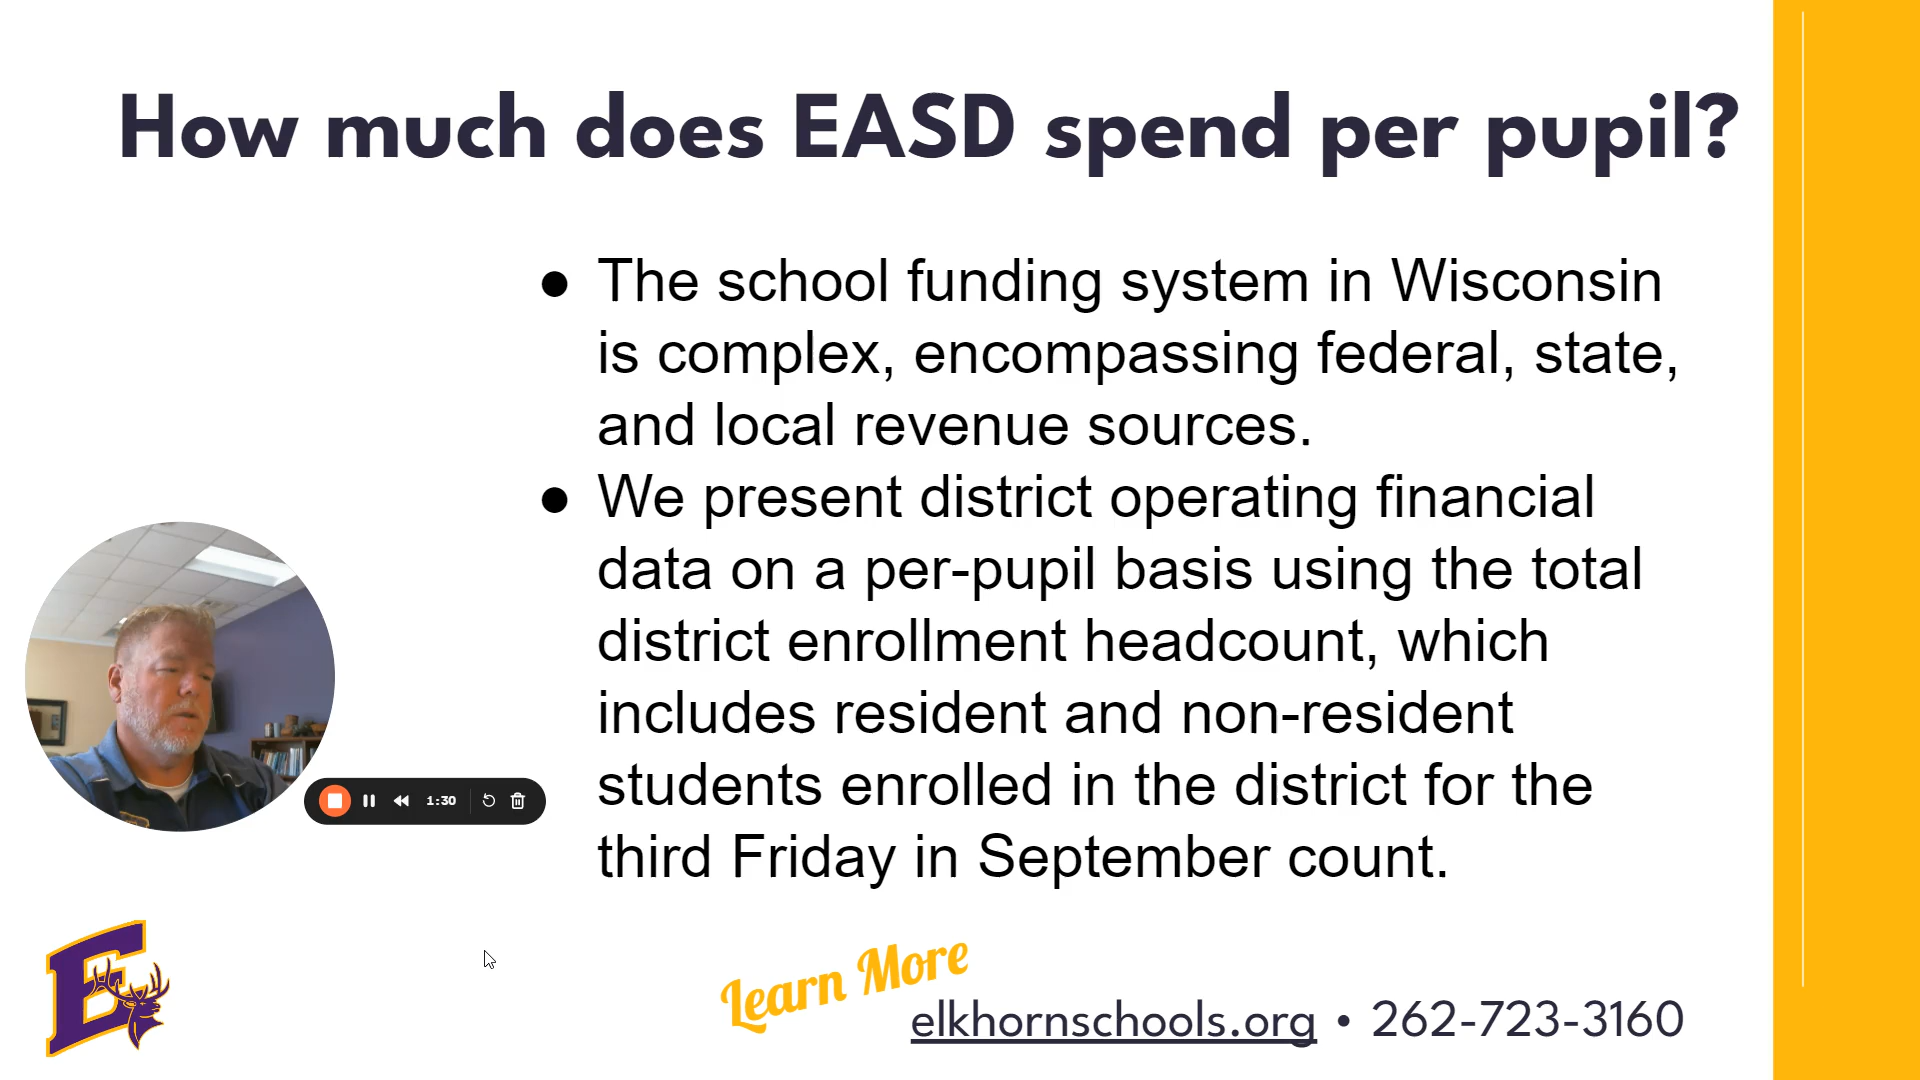 How much does EASD spend per pupil?
● The school funding system in Wisconsin
is complex, encompassing federal, state,
and local revenue sources.
● We present district operating financial
data on a per-pupil basis using the total
district enrollment headcount, which
includes resident and non-resident
students enrolled in the district for the
third Friday in September count.
1:30
E
Learn More
elkhornschools.org • 262-723-3160